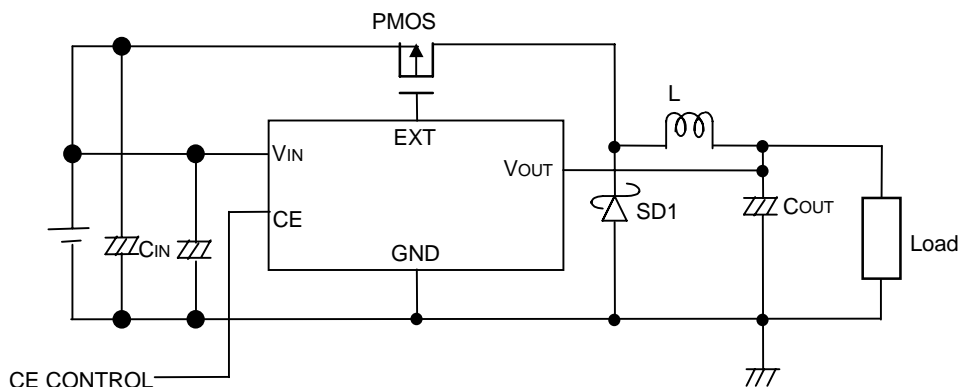 PMOS
L
VIN
EXT
VOUT
CE
SD1
COUT
CIN
GND
Load
CE CONTROL